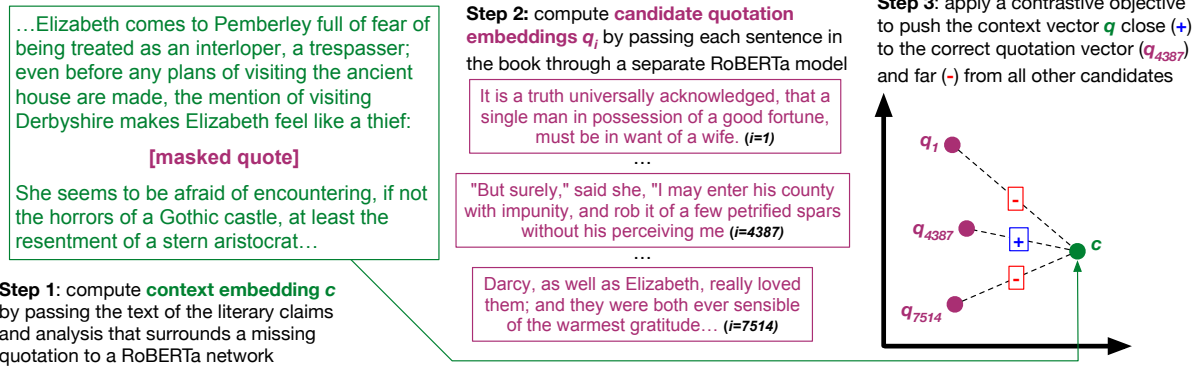 …Elizabeth comes to Pemberley full of fear of
being treated as an interloper, a trespasser;
even before any plans of visiting the ancient
house are made, the mention of visiting
Derbyshire makes Elizabeth feel like a thief:
[masked quote]
She seems to be afraid of encountering, if not
the horrors of a Gothic castle, at least the
resentment of a stern aristocrat…
Step 1: compute context embedding c
by passing the text of the literary claims
and analysis that surrounds a missing
quotation to a RoBERTa network
Step 2: compute candidate quotation
embeddings qi by passing each sentence in
the book through a separate RoBERTa model
It is a truth universally acknowledged, that a
single man in possession of a good fortune,
must be in want of a wife. (i=1)
…
"But surely," said she, "I may enter his county
with impunity, and rob it of a few petrified spars
without his perceiving me (i=4387)
…
Darcy, as well as Elizabeth, really loved
them; and they were both ever sensible
of the warmest gratitude… (i=7514)
Step 3: apply a contrastive objective
to push the context vector q close (+)
to the correct quotation vector (q4387)
and far (-) from all other candidates
q1
-
q4387
+
c
-
q7514